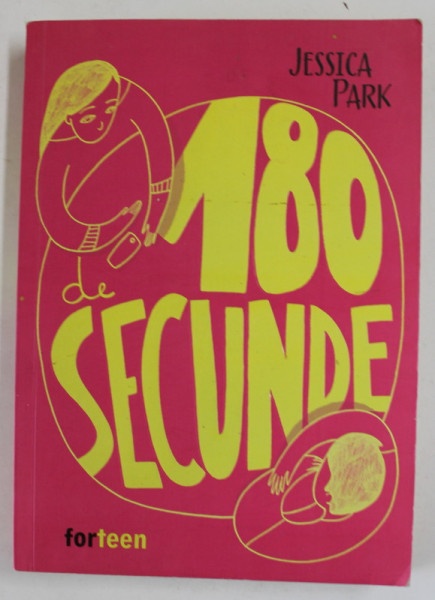 JESSICA
PARK
180
de
SECUNDE
forteen